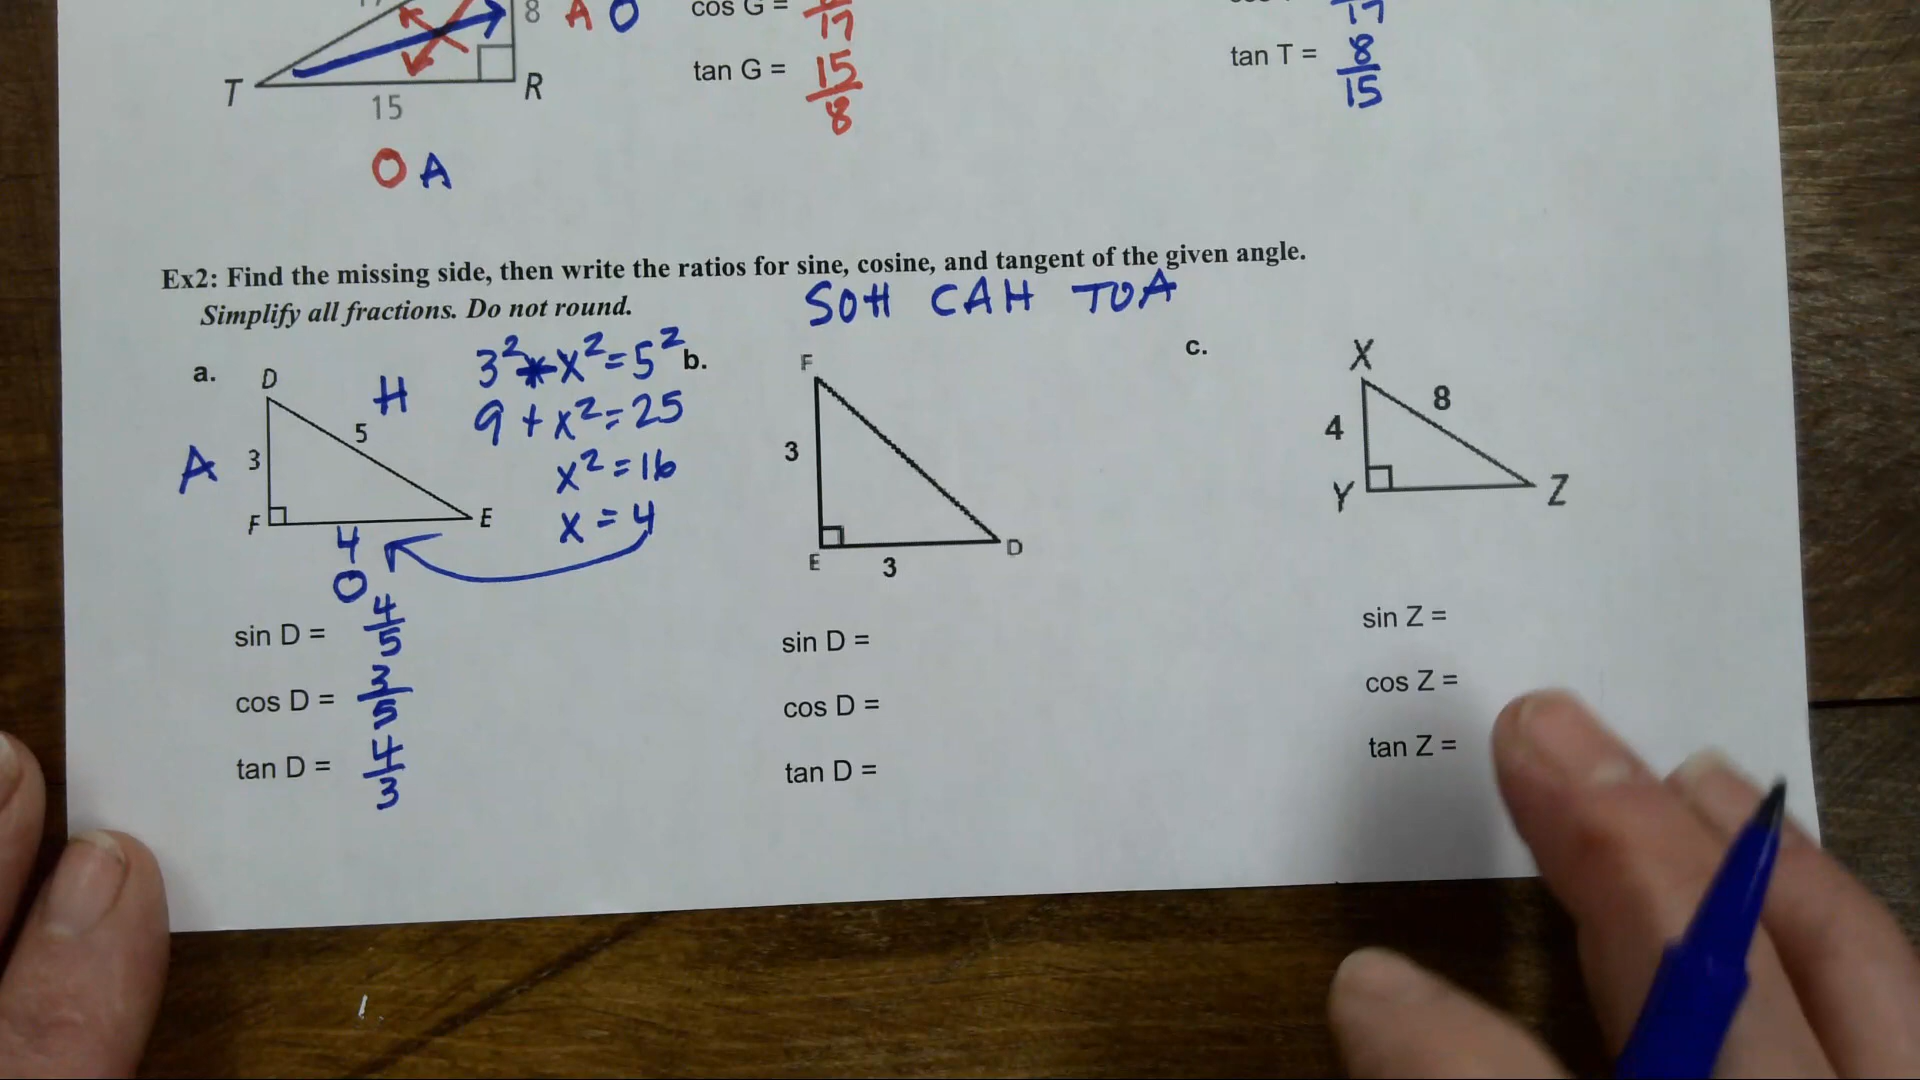 8 A O
cos G = 17
17
tan G = 15/8
tan T = 8/15
T
R
15
O A
Ex2: Find the missing side, then write the ratios for sine, cosine, and tangent of the given angle.
Simplify all fractions. Do not round.
SOH CAH TOA
a.
D
H
A
3
5
F
E
4
O
3² + x² = 5²
9 + x² = 25
x² = 16
x = 4
sin D = 4/5
cos D = 3/5
tan D = 4/3
b.
F
3
E
3
D
sin D =
cos D =
tan D =
c.
X
4
8
Y
Z
sin Z =
cos Z =
tan Z =